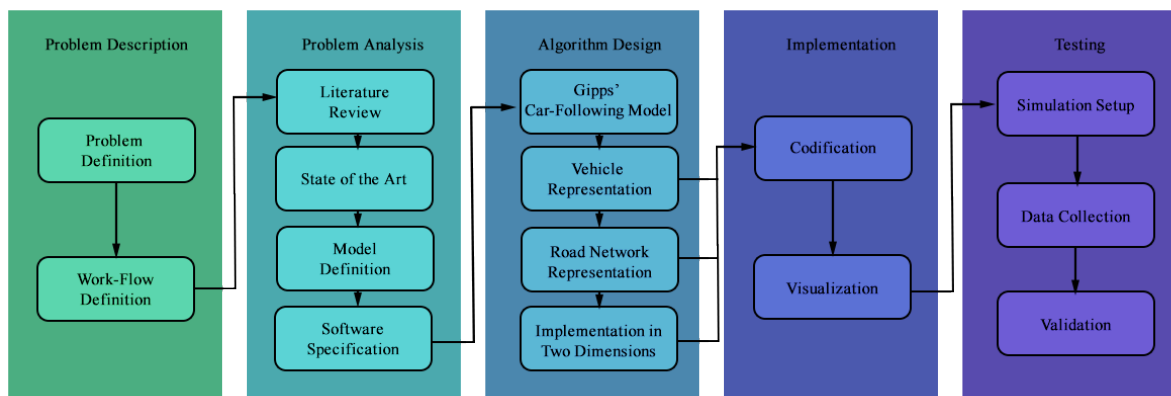 Problem Description
Problem
Definition
Work-Flow
Definition
Problem Analysis
Literature
Review
State of the Art
Model
Definition
Software
Specification
Algorithm Design
Gipps’
Car-Following Model
Vehicle
Representation
Road Network
Representation
Implementation in
Two Dimensions
Implementation
Codification
Visualization
Testing
Simulation Setup
Data Collection
Validation